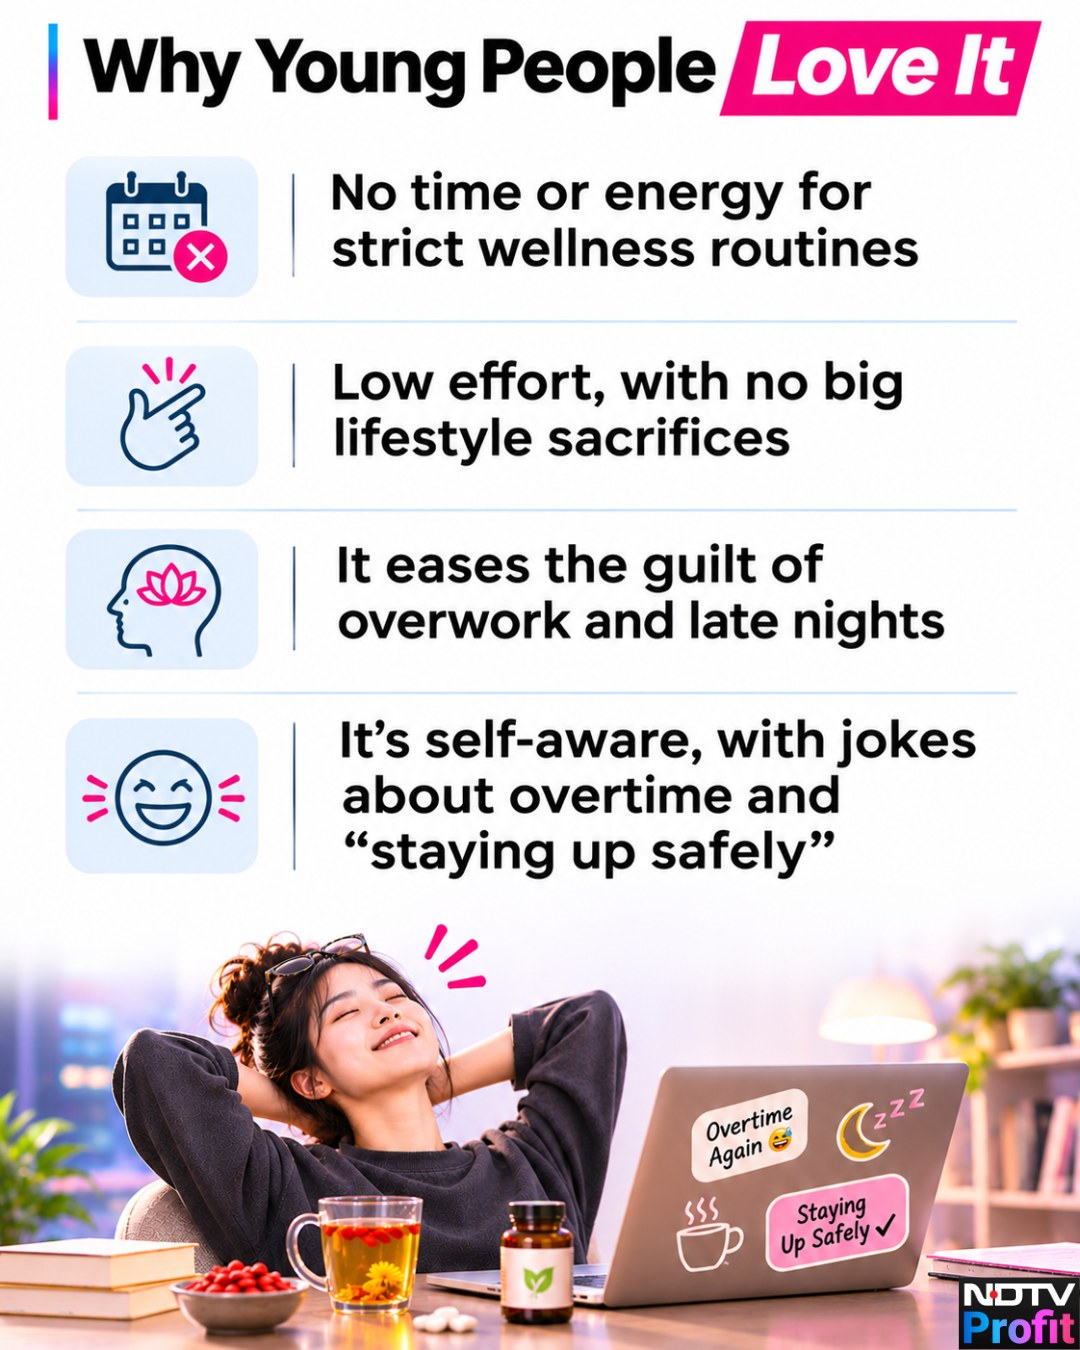 Why Young People Love It
No time or energy for
strict wellness routines
Low effort, with no big
lifestyle sacrifices
It eases the guilt of
overwork and late nights
It's self-aware, with jokes
about overtime and
“staying up safely”
Overtime
Again 😅
z z z
Staying
Up Safely ✓
NDTV
Profit